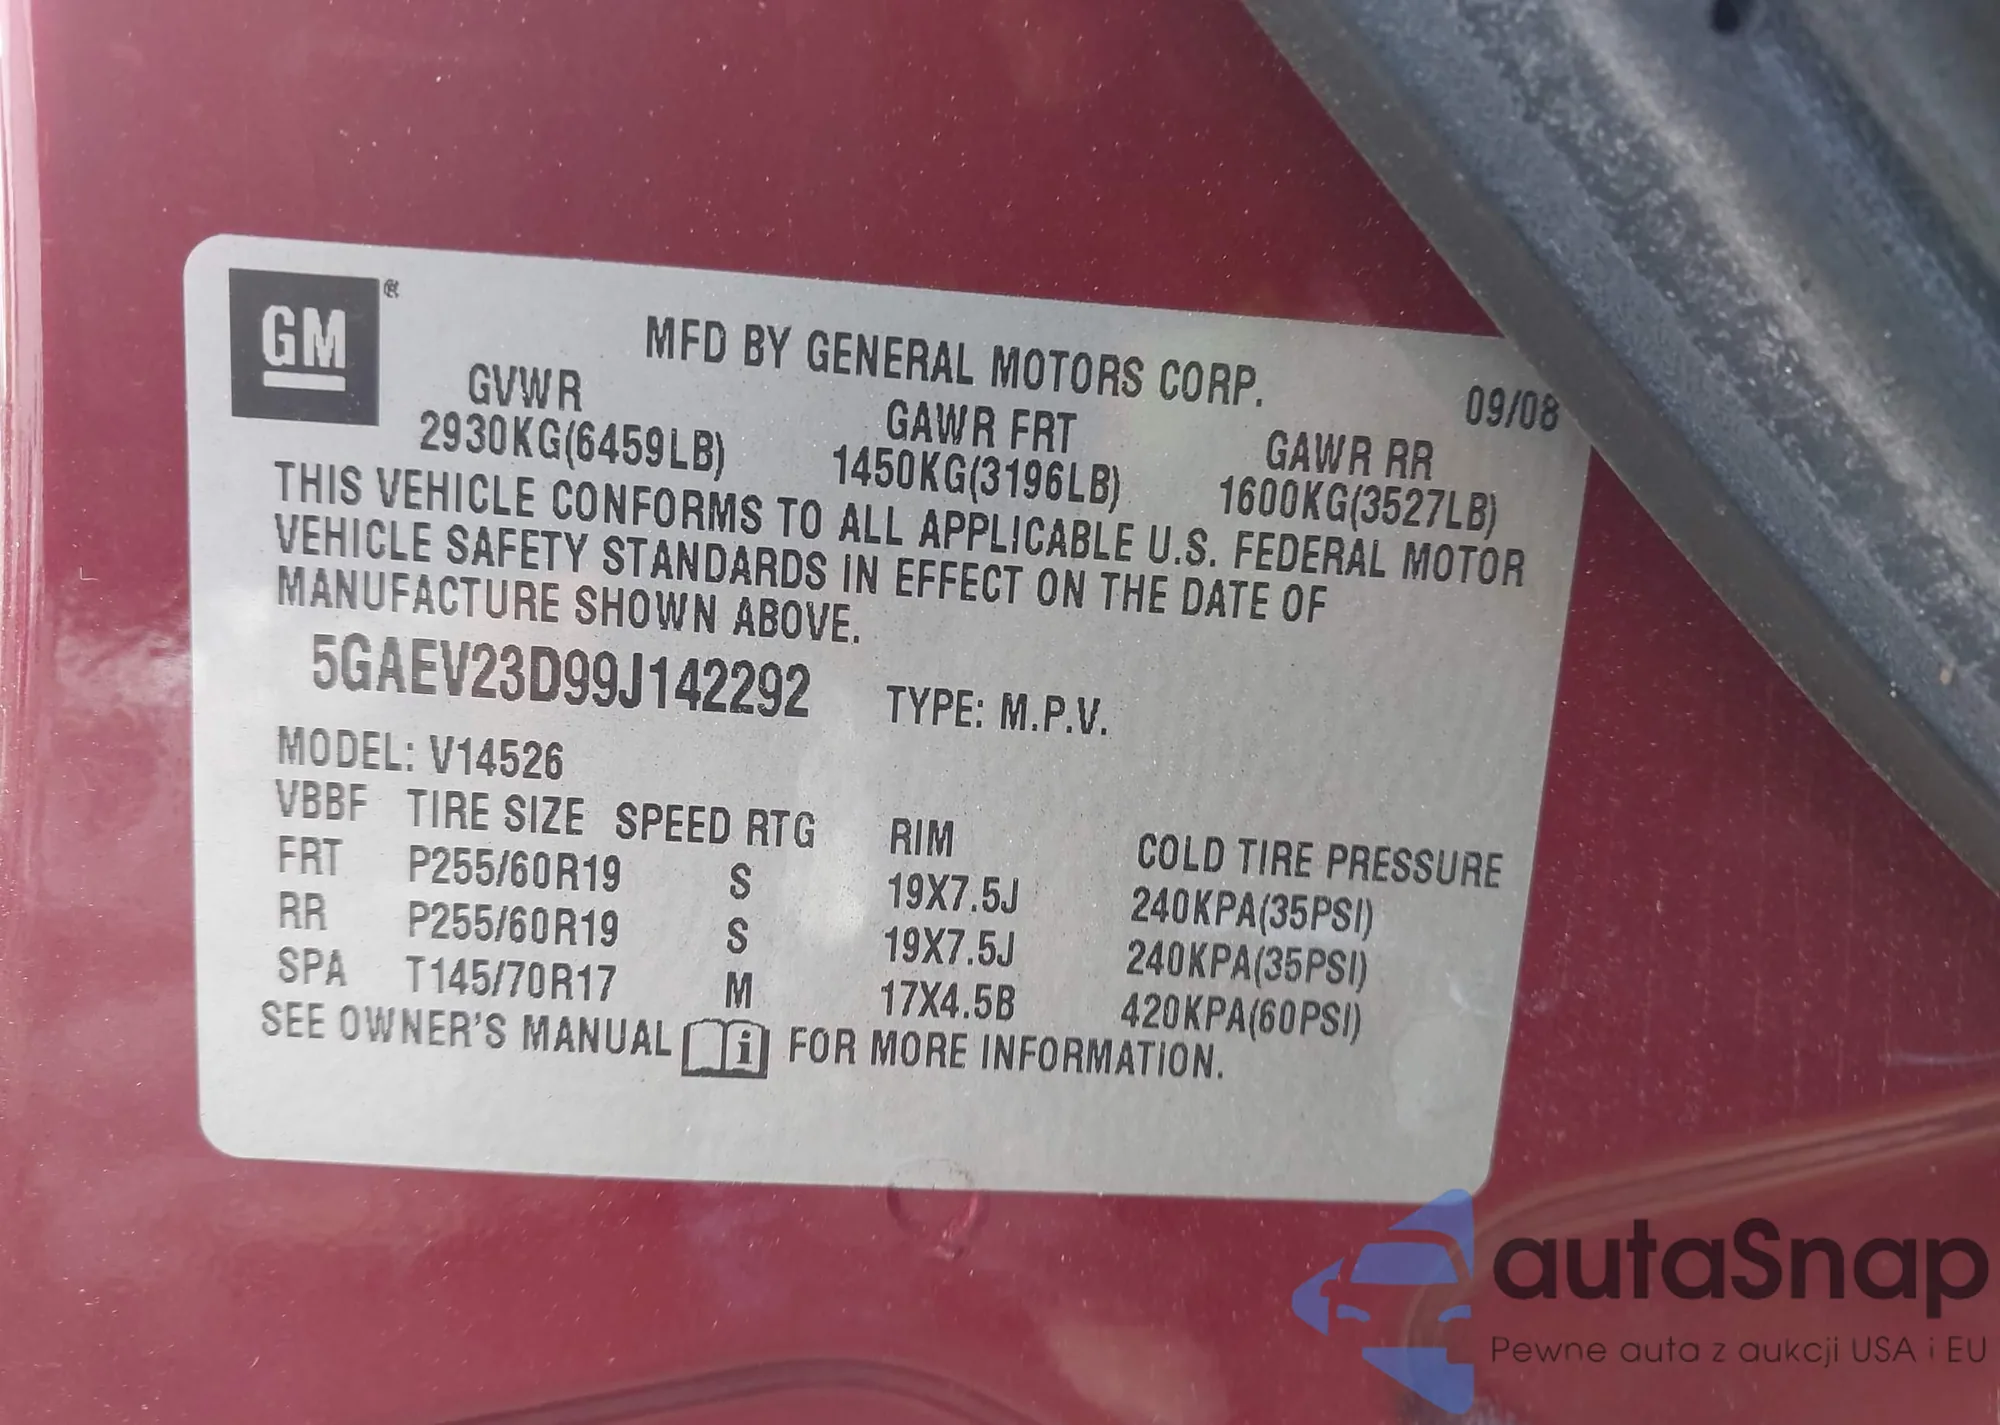 GM®
MFD BY GENERAL MOTORS CORP.
09/08
GVWR GAWR FRT GAWR RR
2930KG(6459LB) 1450KG(3196LB) 1600KG(3527LB)
THIS VEHICLE CONFORMS TO ALL APPLICABLE U.S. FEDERAL MOTOR
VEHICLE SAFETY STANDARDS IN EFFECT ON THE DATE OF
MANUFACTURE SHOWN ABOVE.
5GAEV23D99J142292 TYPE: M.P.V.
MODEL: V14526
VBBF TIRE SIZE SPEED RTG RIM COLD TIRE PRESSURE
FRT P255/60R19 S 19X7.5J 240KPA(35PSI)
RR P255/60R19 S 19X7.5J 240KPA(35PSI)
SPA T145/70R17 M 17X4.5B 420KPA(60PSI)
SEE OWNER'S MANUAL i FOR MORE INFORMATION.
autaSnap
Pewne auta z aukcji USA i EU